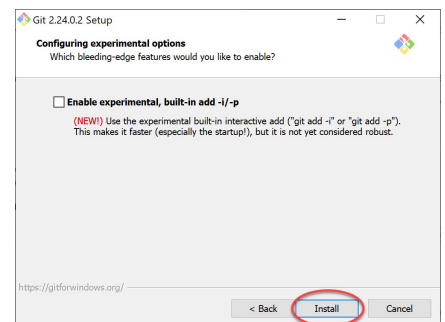 Git 2.24.0.2 Setup
Configuring experimental options
Which bleeding-edge features would you like to enable?
Enable experimental, built-in add -i/-p
(NEW!) Use the experimental built-in interactive add ("git add -i" or "git add -p").
This makes it faster (especially the startup!), but it is not yet considered robust.
https://gitforwindows.org/
< Back Install Cancel